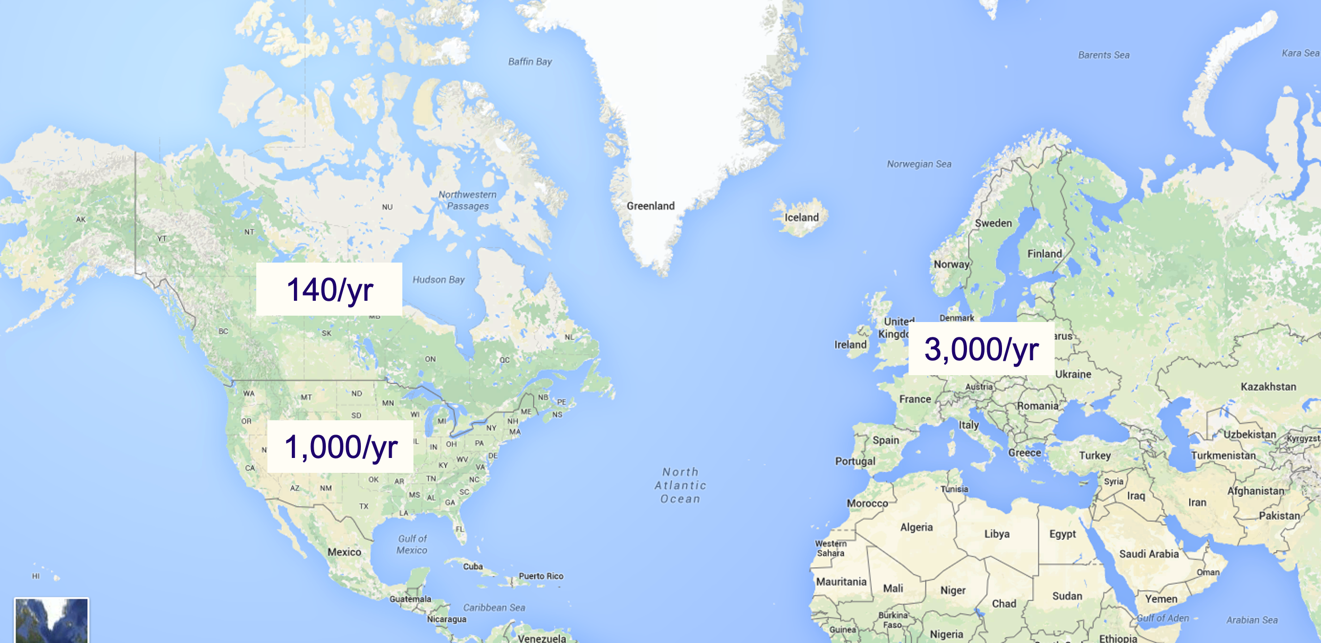 Baffin Bay
Barents Sea
Kara Sea
Norwegian Sea
Northwestern
Passages
AK
YT
NT
NU
Greenland
Iceland
Sweden
Finland
Norway
Hudson Bay
140/yr
BC
SK
ON
QC
NL
United
Denmark
Ireland
3,000/yr
arus
Ukraine
Kazakhstan
WA
MT
ND
MN
NB
PE
NS
ME
France
Austria
Romania
OR
SD
WI
MI
NY
NH
MA
1,000/yr
IN
OH
PA
Italy
Spain
Portugal
Greece
Turkey
Uzbekistan
Turkmenistan
CA
KY
WV
VA
DE
AZ
NM
OK
AR
TN
NC
SC
MS
AL
GA
TX
LA
FL
North
Atlantic
Ocean
Tunisia
Morocco
Syria
Iraq
Iran
Afghanistan
Pakistan
Algeria
Libya
Egypt
Gulf of
Mexico
Mexico
Western
Sahara
Saudi Arabia
Oman
HI
Cuba
Puerto Rico
Mauritania
Mali
Niger
Chad
Sudan
Yemen
Guatemala
Nicaragua
Caribbean Sea
Gulf of Aden
Arabian Sea
Burkina
Faso
Guinea
Nigeria
Ethiopia
Venezuela